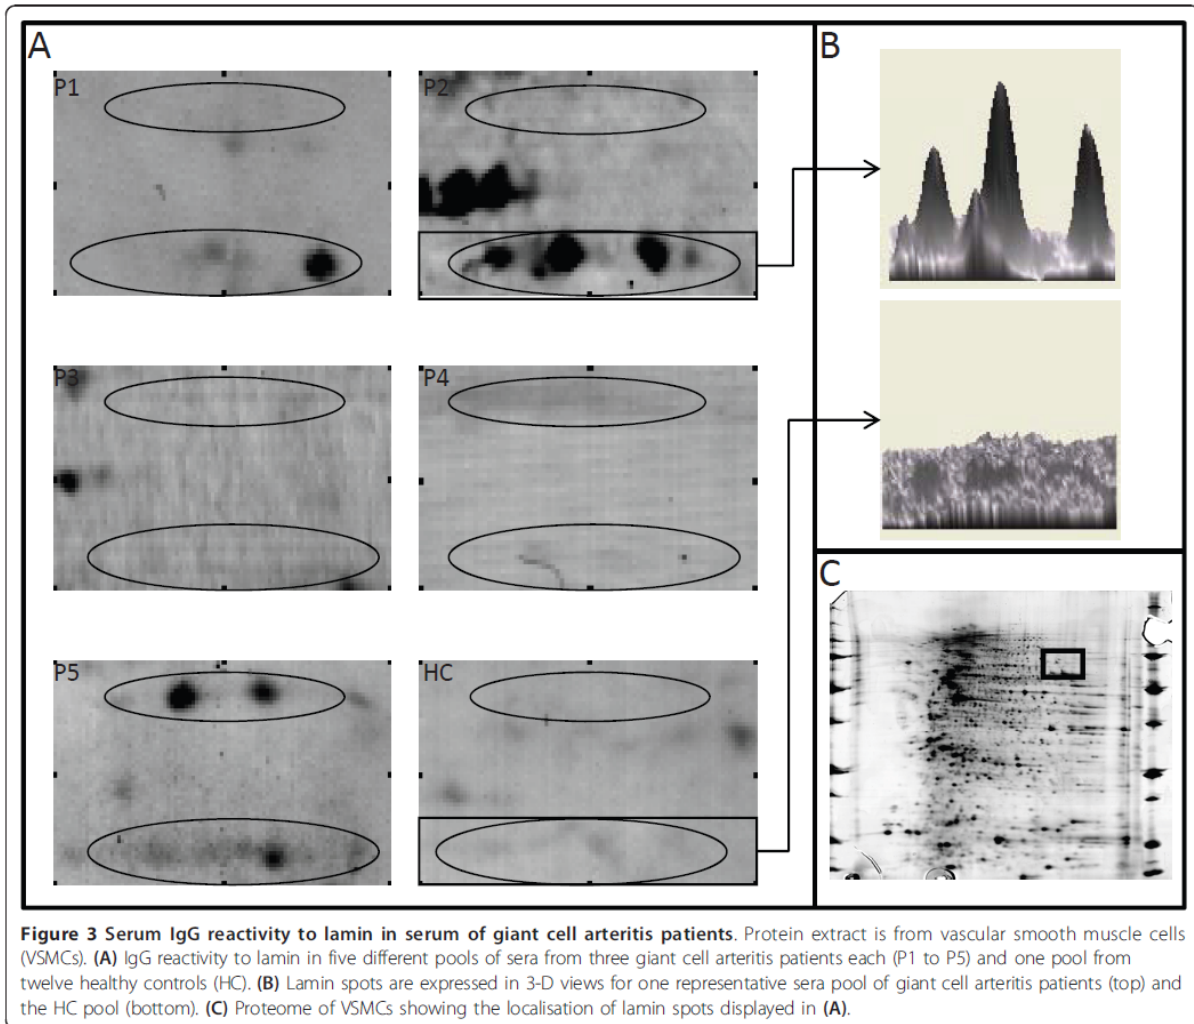 A
B
P1
P2
P3
P4
C
P5
HC
Figure 3 Serum IgG reactivity to lamin in serum of giant cell arteritis patients. Protein extract is from vascular smooth muscle cells
(VSMCs). (A) IgG reactivity to lamin in five different pools of sera from three giant cell arteritis patients each (P1 to P5) and one pool from
twelve healthy controls (HC). (B) Lamin spots are expressed in 3-D views for one representative sera pool of giant cell arteritis patients (top) and
the HC pool (bottom). (C) Proteome of VSMCs showing the localisation of lamin spots displayed in (A).